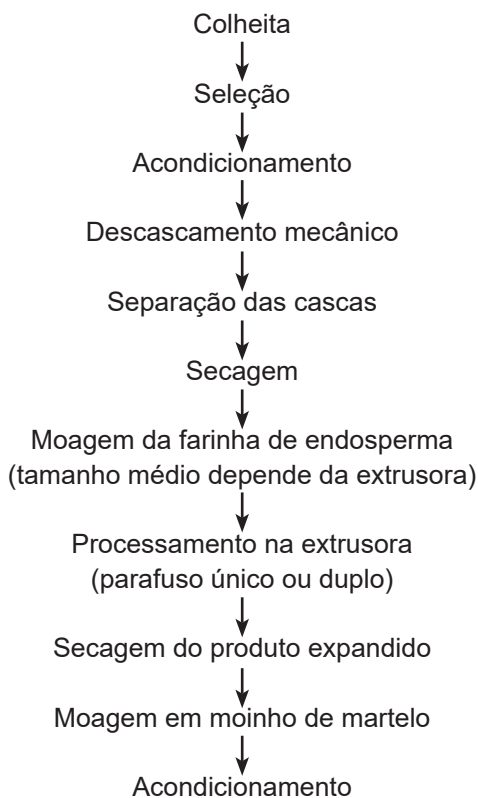 Colheita
Seleção
Acondicionamento
Descascamento mecânico
Separação das cascas
Secagem
Moagem da farinha de endosperma
(tamanho médio depende da extrusora)
Processamento na extrusora
(parafuso único ou duplo)
Secagem do produto expandido
Moagem em moinho de martelo
Acondicionamento